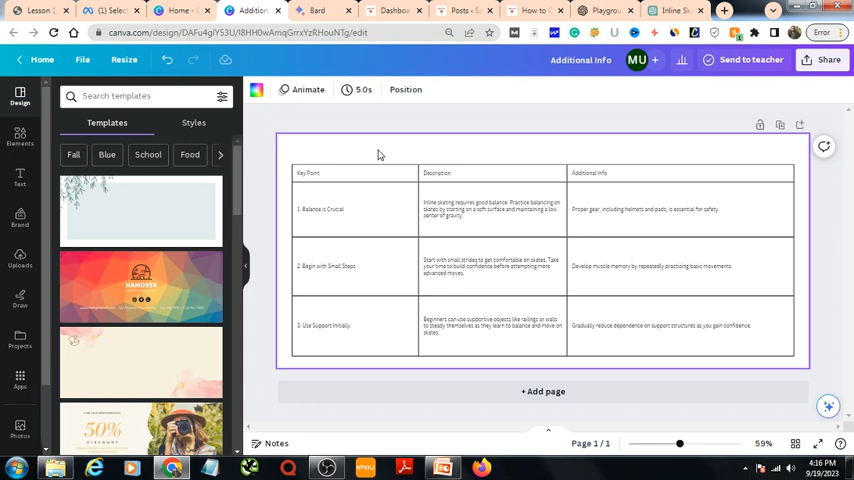 Lesson 1
(1) Select
Home - C
Addition
Bard
Dashboa
Posts ‹ Sp
How to C
Playgrou
Inline Sk
canva.com/design/DAFu4gIY53U/I8HH0wAmqGrrxYzRHouNTg/edit
Error
Home
File
Resize
Additional Info
MU
Send to teacher
Share
Design
Elements
Text
Brand
Uploads
Draw
Projects
Apps
Photos
Search templates
Templates
Styles
Fall
Blue
School
Food
HANOVER
50%
DISCOUNT
Animate
5.0s
Position
Key Point
Description
Additional Info
1. Balance is Crucial
Inline skating requires good balance. Practice balancing on
skates by starting on a soft surface and maintaining a low
center of gravity.
Proper gear, including helmets and pads, is essential for safety.
2. Begin with Small Steps
Start with small strides to get comfortable on skates. Take
your time to build confidence before attempting more
advanced moves.
Develop muscle memory by repeatedly practicing basic movements.
3. Use Support Initially
Beginners can use supportive objects like railings or walls
to steady themselves as they learn to balance and move on
skates.
Gradually reduce dependence on support structures as you gain confidence.
+ Add page
Notes
Page 1 / 1
59%
imou
4:16 PM
9/19/2023